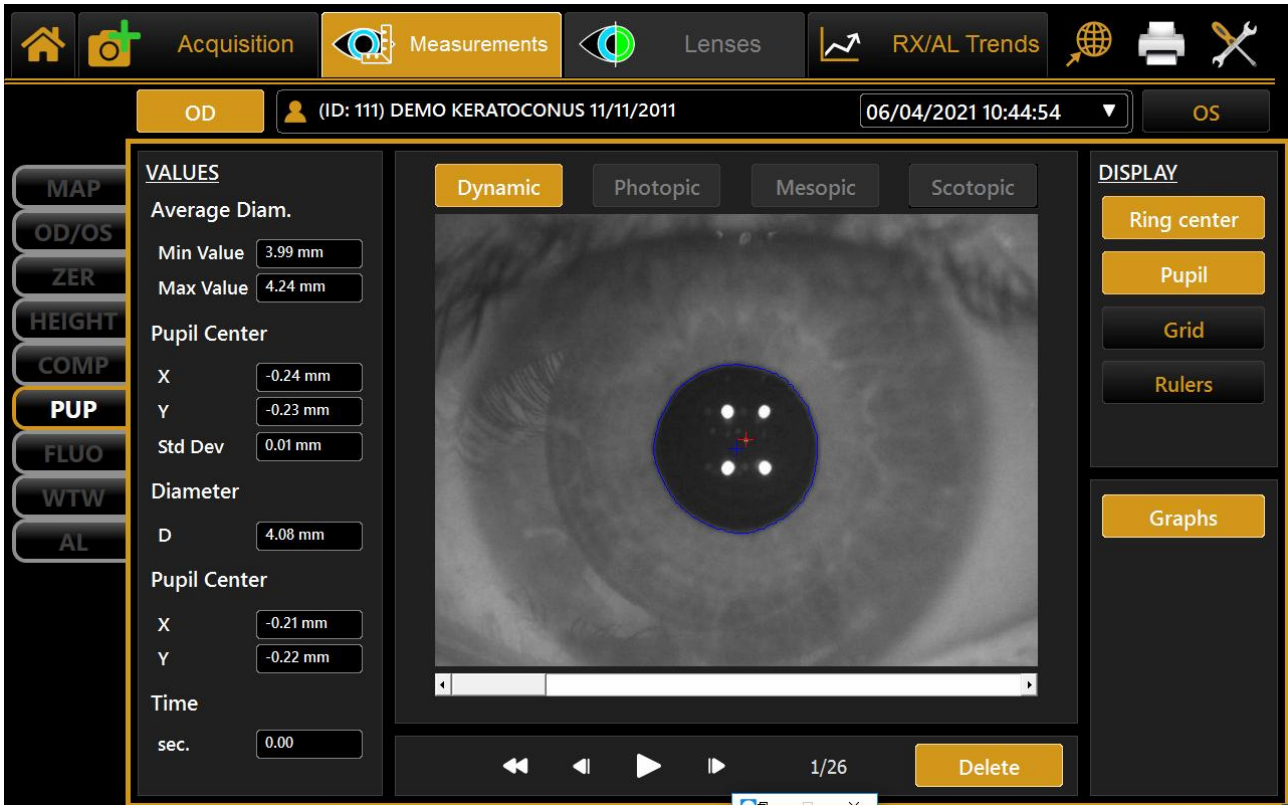 Acquisition
Measurements
Lenses
RX/AL Trends
OD
(ID: 111) DEMO KERATOCONUS 11/11/2011
06/04/2021 10:44:54
OS
MAP
OD/OS
ZER
HEIGHT
COMP
PUP
FLUO
WTW
AL
VALUES
Average Diam.
Min Value 3.99 mm
Max Value 4.24 mm
Pupil Center
X -0.24 mm
Y -0.23 mm
Std Dev 0.01 mm
Diameter
D 4.08 mm
Pupil Center
X -0.21 mm
Y -0.22 mm
Time
sec. 0.00
Dynamic
Photopic
Mesopic
Scotopic
1/26
Delete
DISPLAY
Ring center
Pupil
Grid
Rulers
Graphs